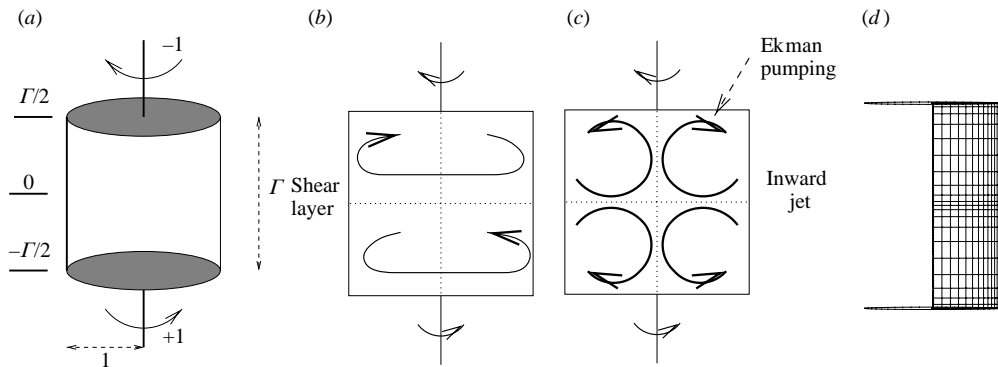 (a)
–1
Γ/2
0
–Γ/2
Γ
+1
1
(b)
Shear
layer
(c)
Ekman
pumping
Inward
jet
(d)